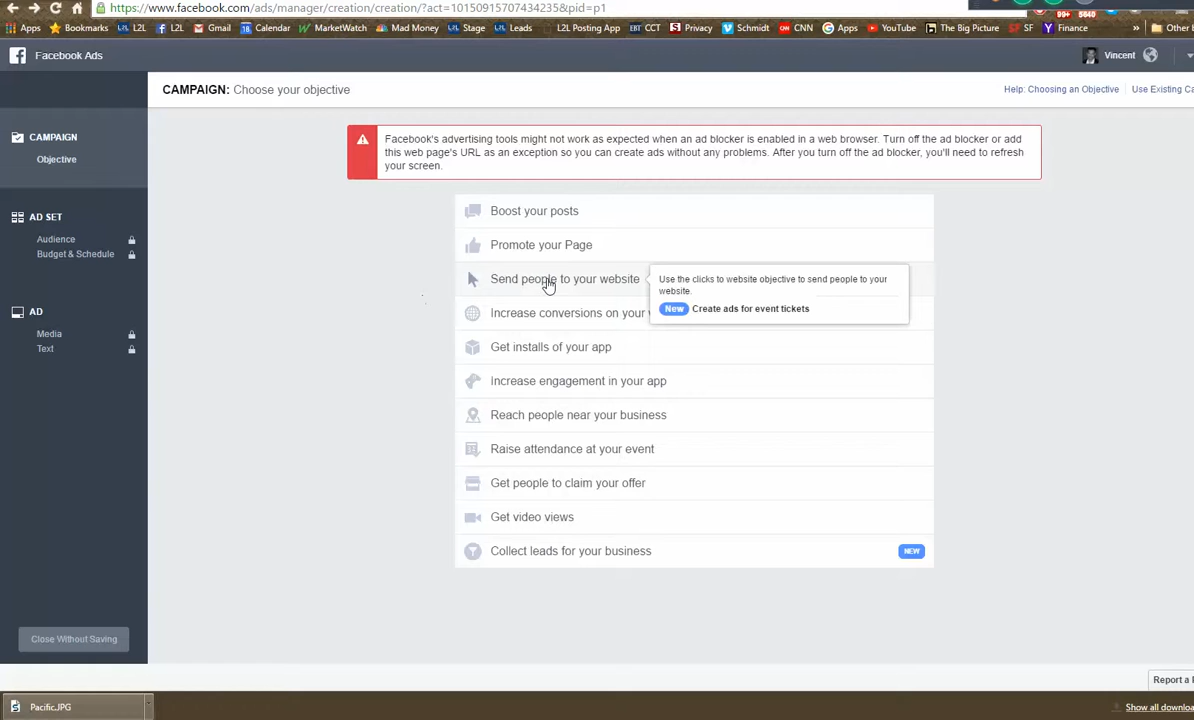 https://www.facebook.com/ads/manager/creation/creation/?act=10150915707434235&pid=p1
Apps Bookmarks L2L L2L Gmail Calendar MarketWatch Mad Money Stage Leads L2L Posting App CCT Privacy Schmidt CNN Apps YouTube The Big Picture SF Finance » Other
99+ 5640
Facebook Ads Vincent
CAMPAIGN: Choose your objective Help: Choosing an Objective Use Existing Ca
CAMPAIGN
Objective
AD SET
Audience
Budget & Schedule
AD
Media
Text
Close Without Saving
Facebook's advertising tools might not work as expected when an ad blocker is enabled in a web browser. Turn off the ad blocker or add
this web page's URL as an exception so you can create ads without any problems. After you turn off the ad blocker, you'll need to refresh
your screen.
Boost your posts
Promote your Page
Send people to your website
Use the clicks to website objective to send people to your
website.
New Create ads for event tickets
Increase conversions on your
Get installs of your app
Increase engagement in your app
Reach people near your business
Raise attendance at your event
Get people to claim your offer
Get video views
Collect leads for your business NEW
Report a
Pacific.JPG
Show all downloa